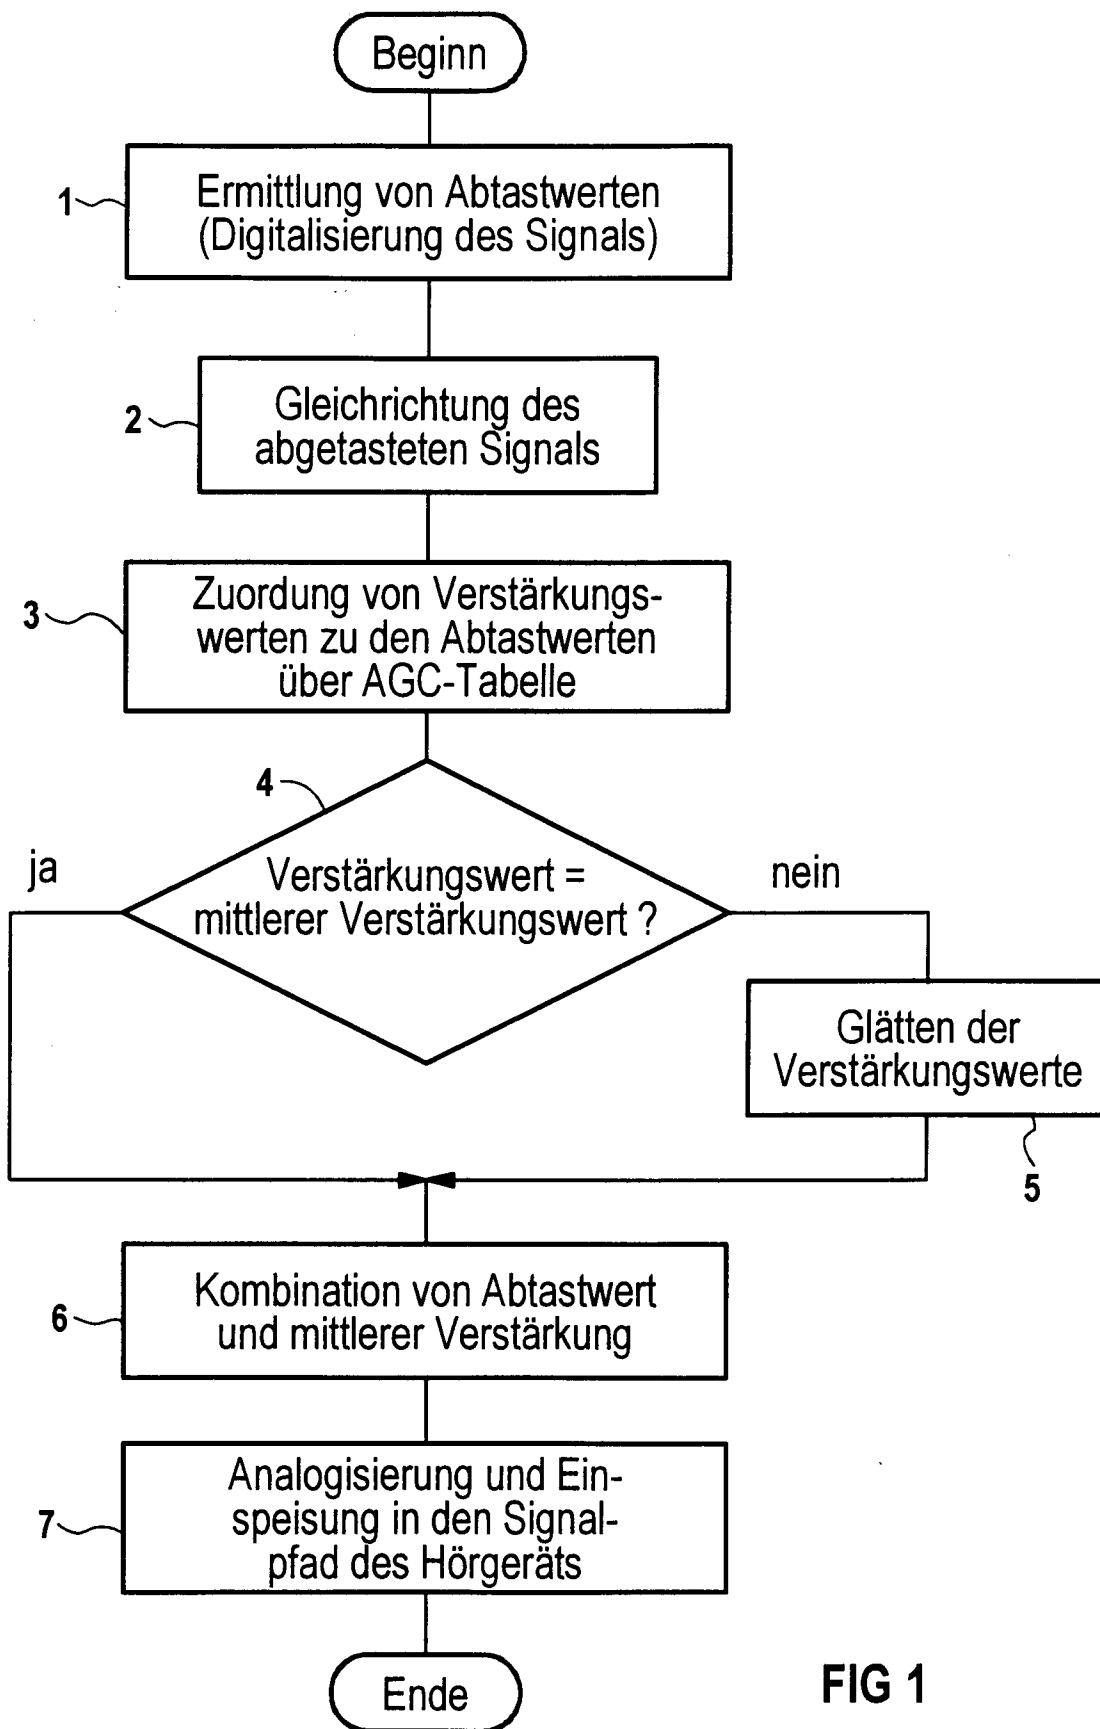 Beginn
1
Ermittlung von Abtastwerten
(Digitalisierung des Signals)
2
Gleichrichtung des
abgetasteten Signals
3
Zuordung von Verstärkungs-
werten zu den Abtastwerten
über AGC-Tabelle
4
ja
Verstärkungswert =
mittlerer Verstärkungswert ?
nein
Glätten der
Verstärkungswerte
5
6
Kombination von Abtastwert
und mittlerer Verstärkung
7
Analogisierung und Ein-
speisung in den Signal-
pfad des Hörgeräts
Ende
FIG 1